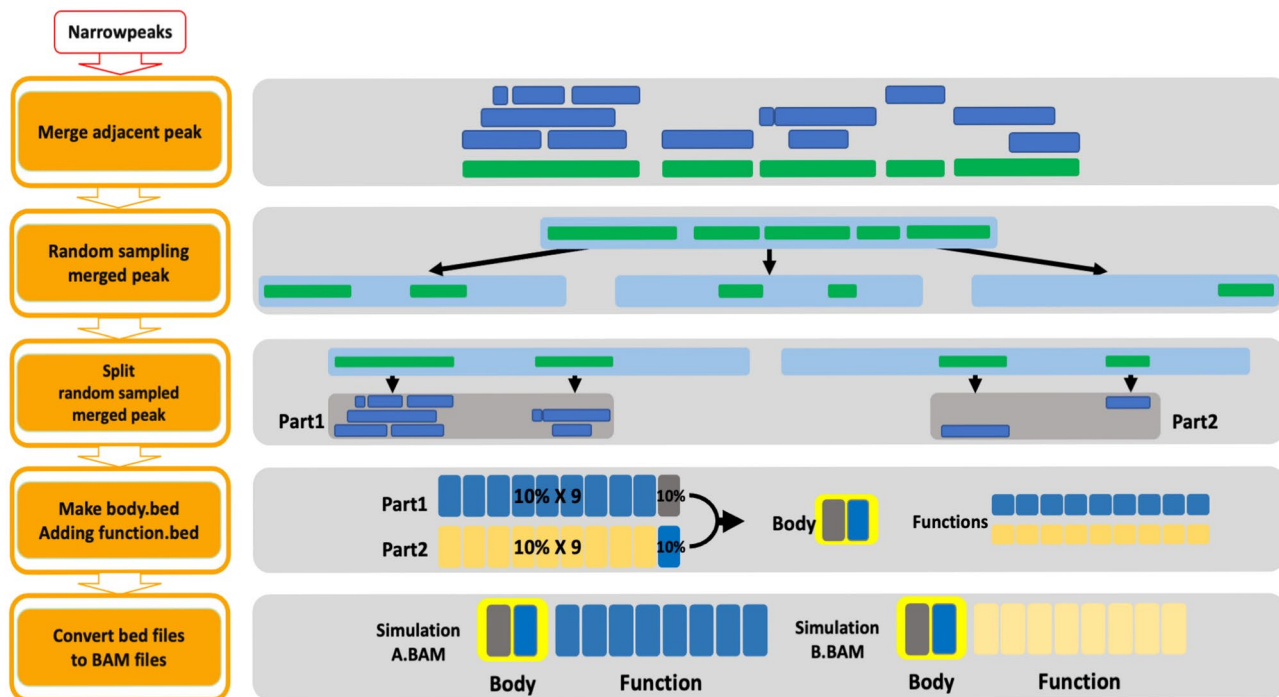 Narrowpeaks
Merge adjacent peak
Random sampling
merged peak
Split
random sampled
merged peak
Part1
Part2
Make body.bed
Adding function.bed
Part1
10% X 9
10%
Part2
10% X 9
10%
Body
Functions
Convert bed files
to BAM files
Simulation
A.BAM
Body
Function
Simulation
B.BAM
Body
Function